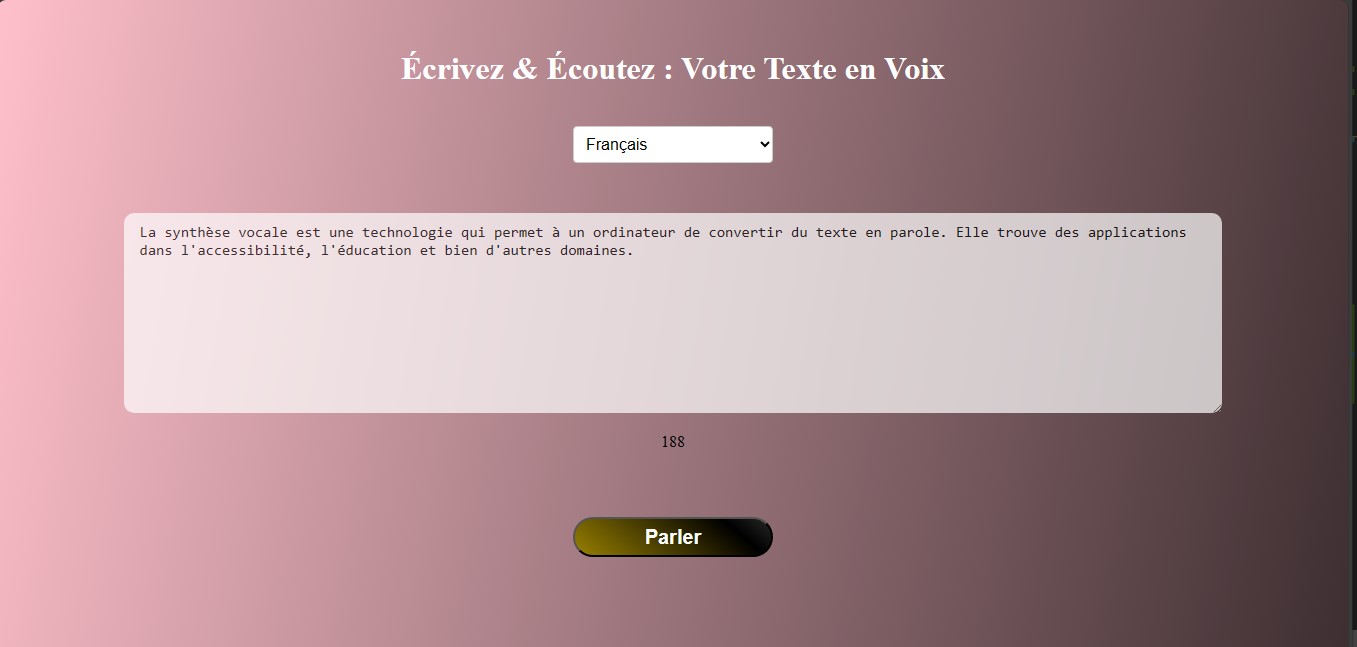 Écrivez & Écoutez : Votre Texte en Voix
Français
La synthèse vocale est une technologie qui permet à un ordinateur de convertir du texte en parole. Elle trouve des applications
dans l'accessibilité, l'éducation et bien d'autres domaines.
188
Parler